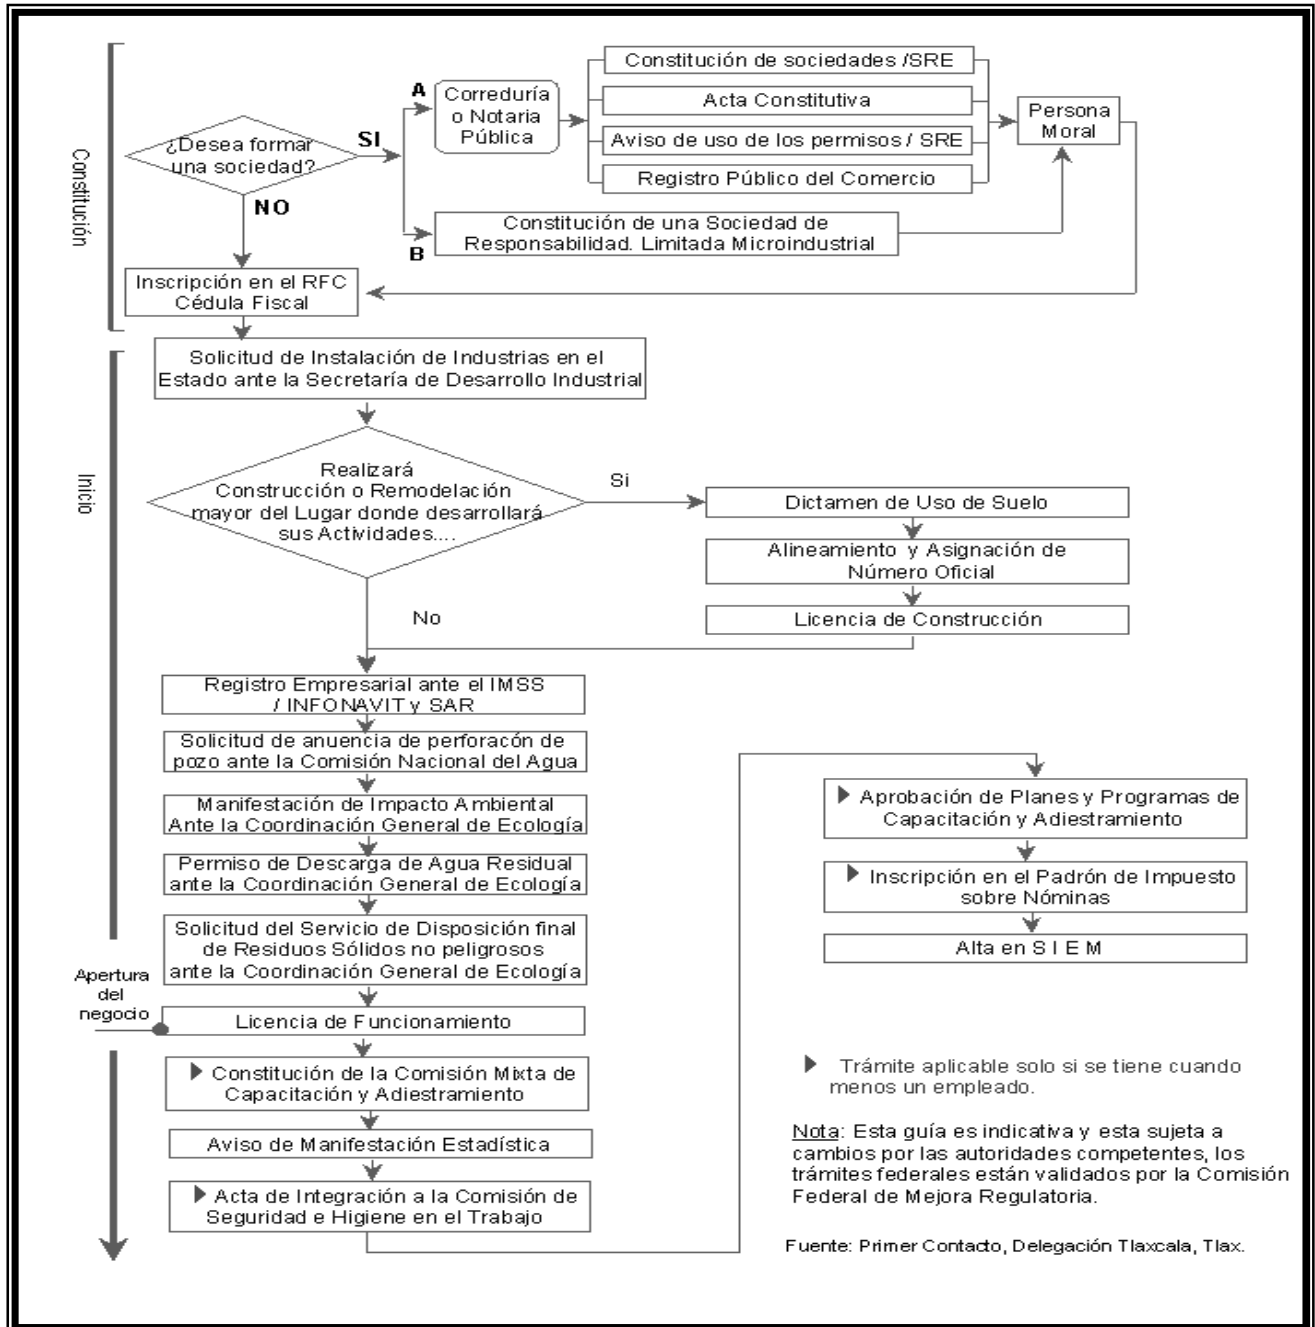 Constitución
¿Desea formar
una sociedad?
SI
NO
A
Correduría
o Notaria
Pública
Constitución de sociedades /SRE
Acta Constitutiva
Aviso de uso de los permisos / SRE
Registro Público del Comercio
Persona
Moral
B
Constitución de una Sociedad de
Responsabilidad. Limitada Microindustrial
Inscripción en el RFC
Cédula Fiscal
Inicio
Solicitud de Instalación de Industrias en el
Estado ante la Secretaría de Desarrollo Industrial
Realizará
Construcción o Remodelación
mayor del Lugar donde desarrollará
sus Actividades....
Si
No
Dictamen de Uso de Suelo
Alineamiento y Asignación de
Número Oficial
Licencia de Construcción
Registro Empresarial ante el IMSS
/ INFONAVIT y SAR
Solicitud de anuencia de perforacón de
pozo ante la Comisión Nacional del Agua
Manifestación de Impacto Ambiental
Ante la Coordinación General de Ecología
Permiso de Descarga de Agua Residual
ante la Coordinación General de Ecología
Solicitud del Servicio de Disposición final
de Residuos Sólidos no peligrosos
ante la Coordinación General de Ecología
Apertura
del
negocio
Licencia de Funcionamiento
Constitución de la Comisión Mixta de
Capacitación y Adiestramiento
Aviso de Manifestación Estadística
Acta de Integración a la Comisión de
Seguridad e Higiene en el Trabajo
Aprobación de Planes y Programas de
Capacitación y Adiestramiento
Inscripción en el Padrón de Impuesto
sobre Nóminas
Alta en S I E M
Trámite aplicable solo si se tiene cuando
menos un empleado.
Nota: Esta guía es indicativa y esta sujeta a
cambios por las autoridades competentes, los
trámites federales están validados por la Comisión
Federal de Mejora Regulatoria.
Fuente: Primer Contacto, Delegación Tlaxcala, Tlax.